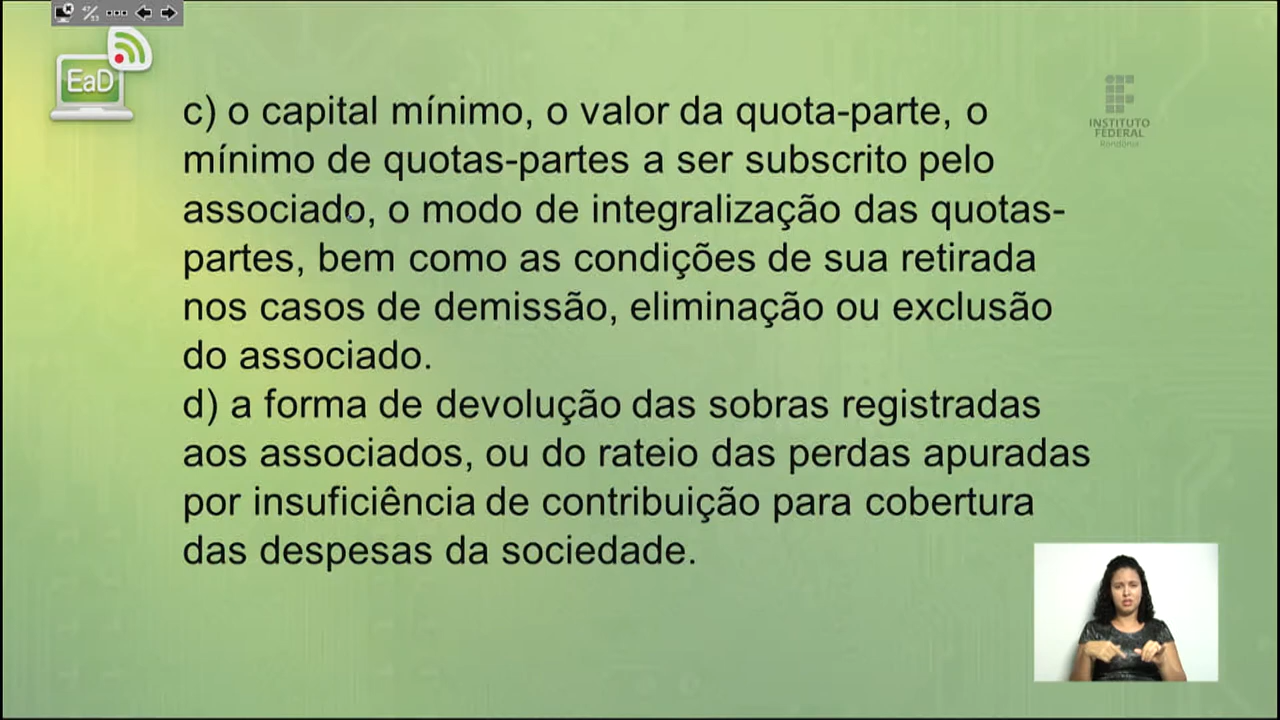 47/53
EaD
INSTITUTO
FEDERAL
Rondônia
c) o capital mínimo, o valor da quota-parte, o
mínimo de quotas-partes a ser subscrito pelo
associado, o modo de integralização das quotas-
partes, bem como as condições de sua retirada
nos casos de demissão, eliminação ou exclusão
do associado.
d) a forma de devolução das sobras registradas
aos associados, ou do rateio das perdas apuradas
por insuficiência de contribuição para cobertura
das despesas da sociedade.